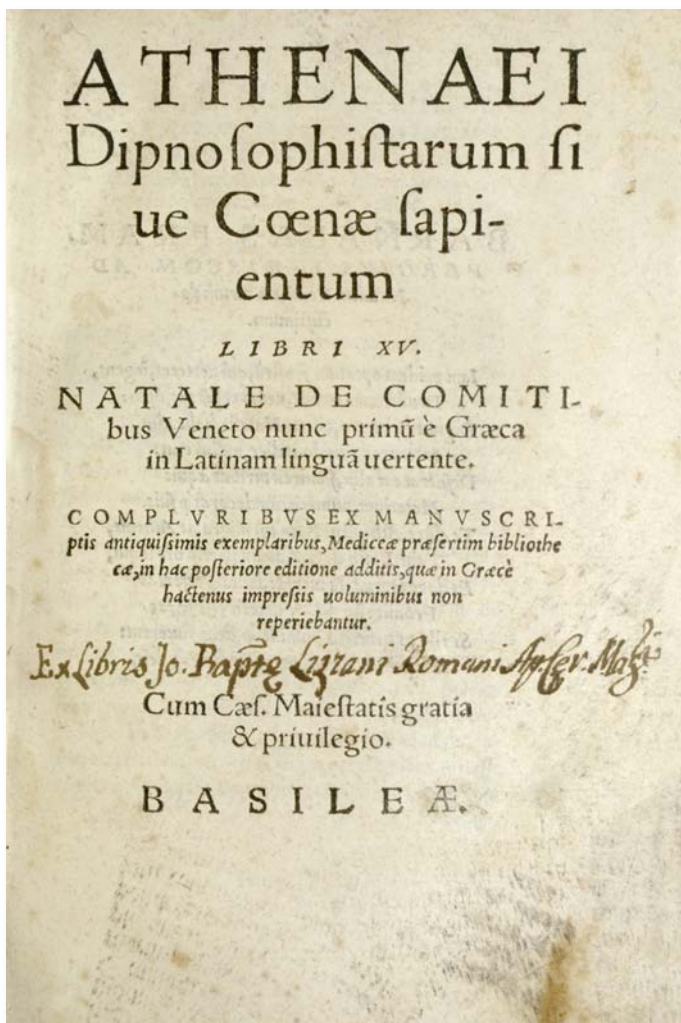 ATHENAEI
Dipnoſophiſtarum ſi
ue Cœnæ ſapi-
entum
LIBRI XV.
NATALE DE COMITI-
bus Veneto nunc primũ è Græca
in Latinam linguã uertente.
COMPLVRIBVS EX MANVSCRI-
ptis antiquiſsimis exemplaribus, Mediceæ præſertim bibliothe
cæ, in hac poſteriore editione additis, quæ in Græcè
hactenus impreſsis uoluminibus non
reperiebantur.
Ex Libris Jo. Romani
Cum Cæſ. Maieſtatis gratia
& priuilegio.
BASILEÆ.